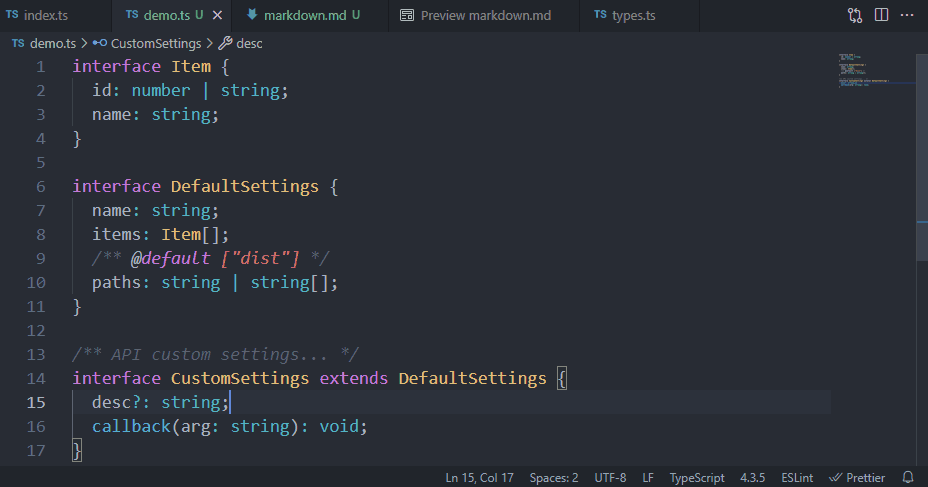 TS index.ts TS demo.ts U markdown.md U Preview markdown.md TS types.ts
TS demo.ts > CustomSettings > desc
1 interface Item {
2 id: number | string;
3 name: string;
4 }
5
6 interface DefaultSettings {
7 name: string;
8 items: Item[];
9 /** @default ["dist"] */
10 paths: string | string[];
11 }
12
13 /** API custom settings... */
14 interface CustomSettings extends DefaultSettings {
15 desc?: string;
16 callback(arg: string): void;
17 }
Ln 15, Col 17 Spaces: 2 UTF-8 LF TypeScript 4.3.5 ESLint Prettier